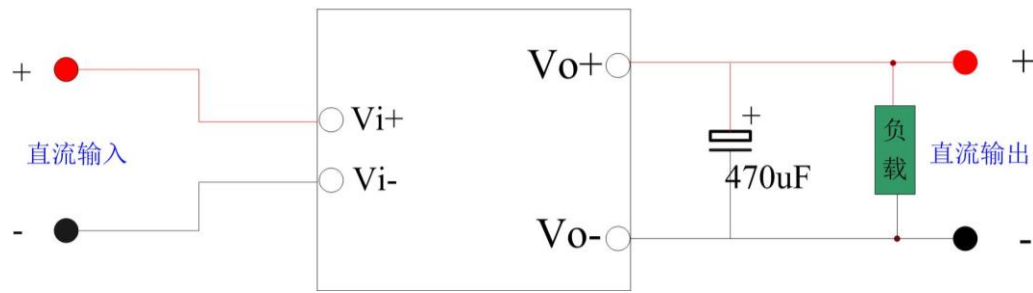 +
Vo+
+
Vi+
+
负载
直流输入
直流输出
Vi-
470uF
-
Vo-
-